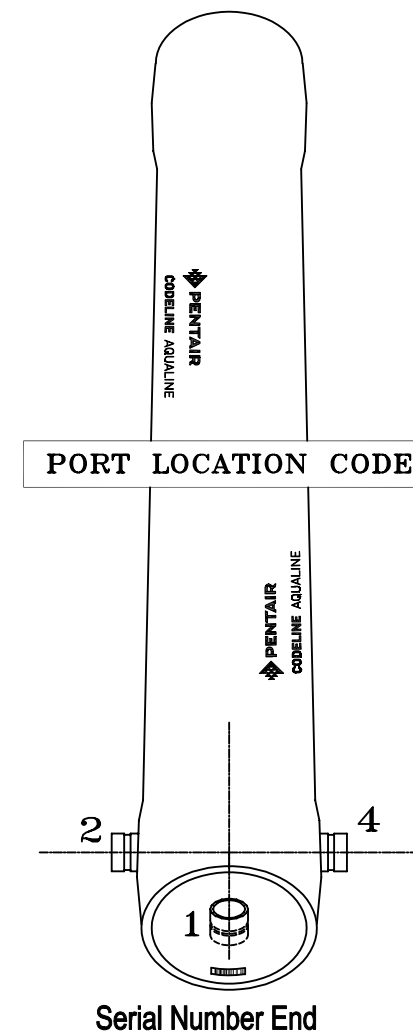 PENTAIR
CODELINE AQUALINE
PORT LOCATION CODE
PENTAIR
CODELINE AQUALINE
2
4
1
Serial Number End